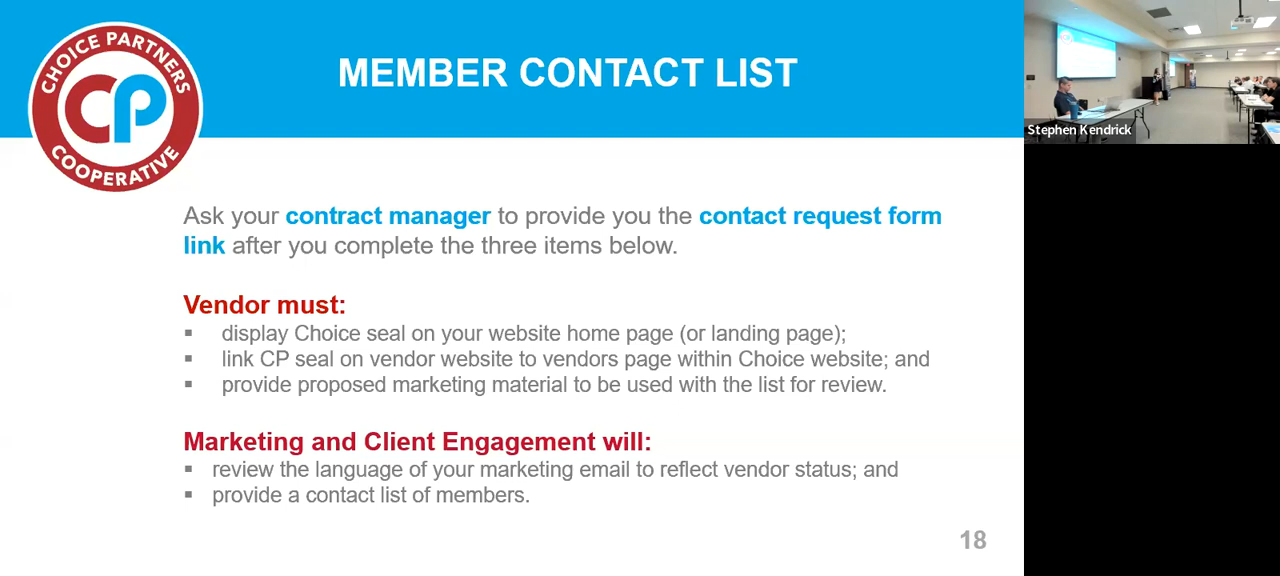 CHOICE PARTNERS
CP
COOPERATIVE
MEMBER CONTACT LIST
Stephen Kendrick
Ask your contract manager to provide you the contact request form
link after you complete the three items below.
Vendor must:
▪ display Choice seal on your website home page (or landing page);
▪ link CP seal on vendor website to vendors page within Choice website; and
▪ provide proposed marketing material to be used with the list for review.
Marketing and Client Engagement will:
▪ review the language of your marketing email to reflect vendor status; and
▪ provide a contact list of members.
18